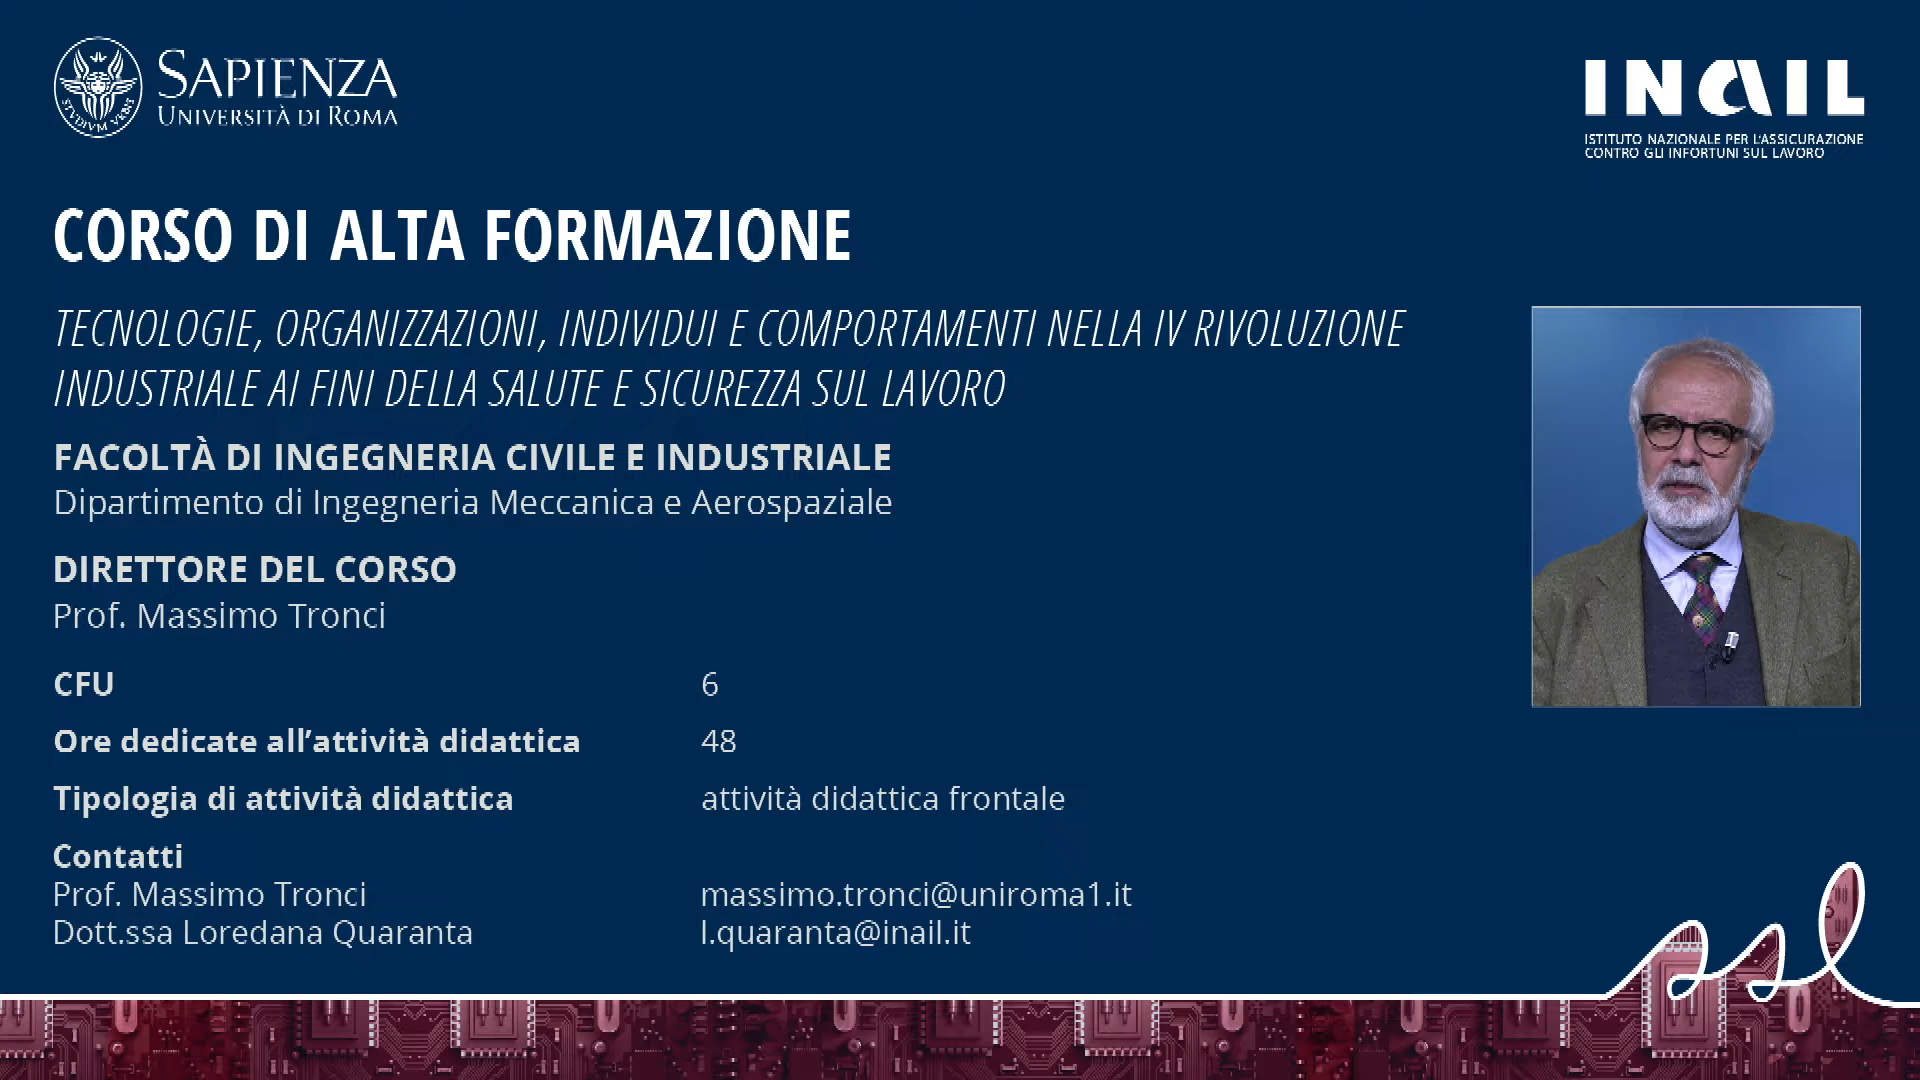 SAPIENZA
UNIVERSITÀ DI ROMA
STVDIVM VRBIS
INAIL
ISTITUTO NAZIONALE PER L'ASSICURAZIONE
CONTRO GLI INFORTUNI SUL LAVORO
CORSO DI ALTA FORMAZIONE
TECNOLOGIE, ORGANIZZAZIONI, INDIVIDUI E COMPORTAMENTI NELLA IV RIVOLUZIONE
INDUSTRIALE AI FINI DELLA SALUTE E SICUREZZA SUL LAVORO
FACOLTÀ DI INGEGNERIA CIVILE E INDUSTRIALE
Dipartimento di Ingegneria Meccanica e Aerospaziale
DIRETTORE DEL CORSO
Prof. Massimo Tronci
CFU 6
Ore dedicate all’attività didattica 48
Tipologia di attività didattica attività didattica frontale
Contatti
Prof. Massimo Tronci massimo.tronci@uniroma1.it
Dott.ssa Loredana Quaranta l.quaranta@inail.it
ssl